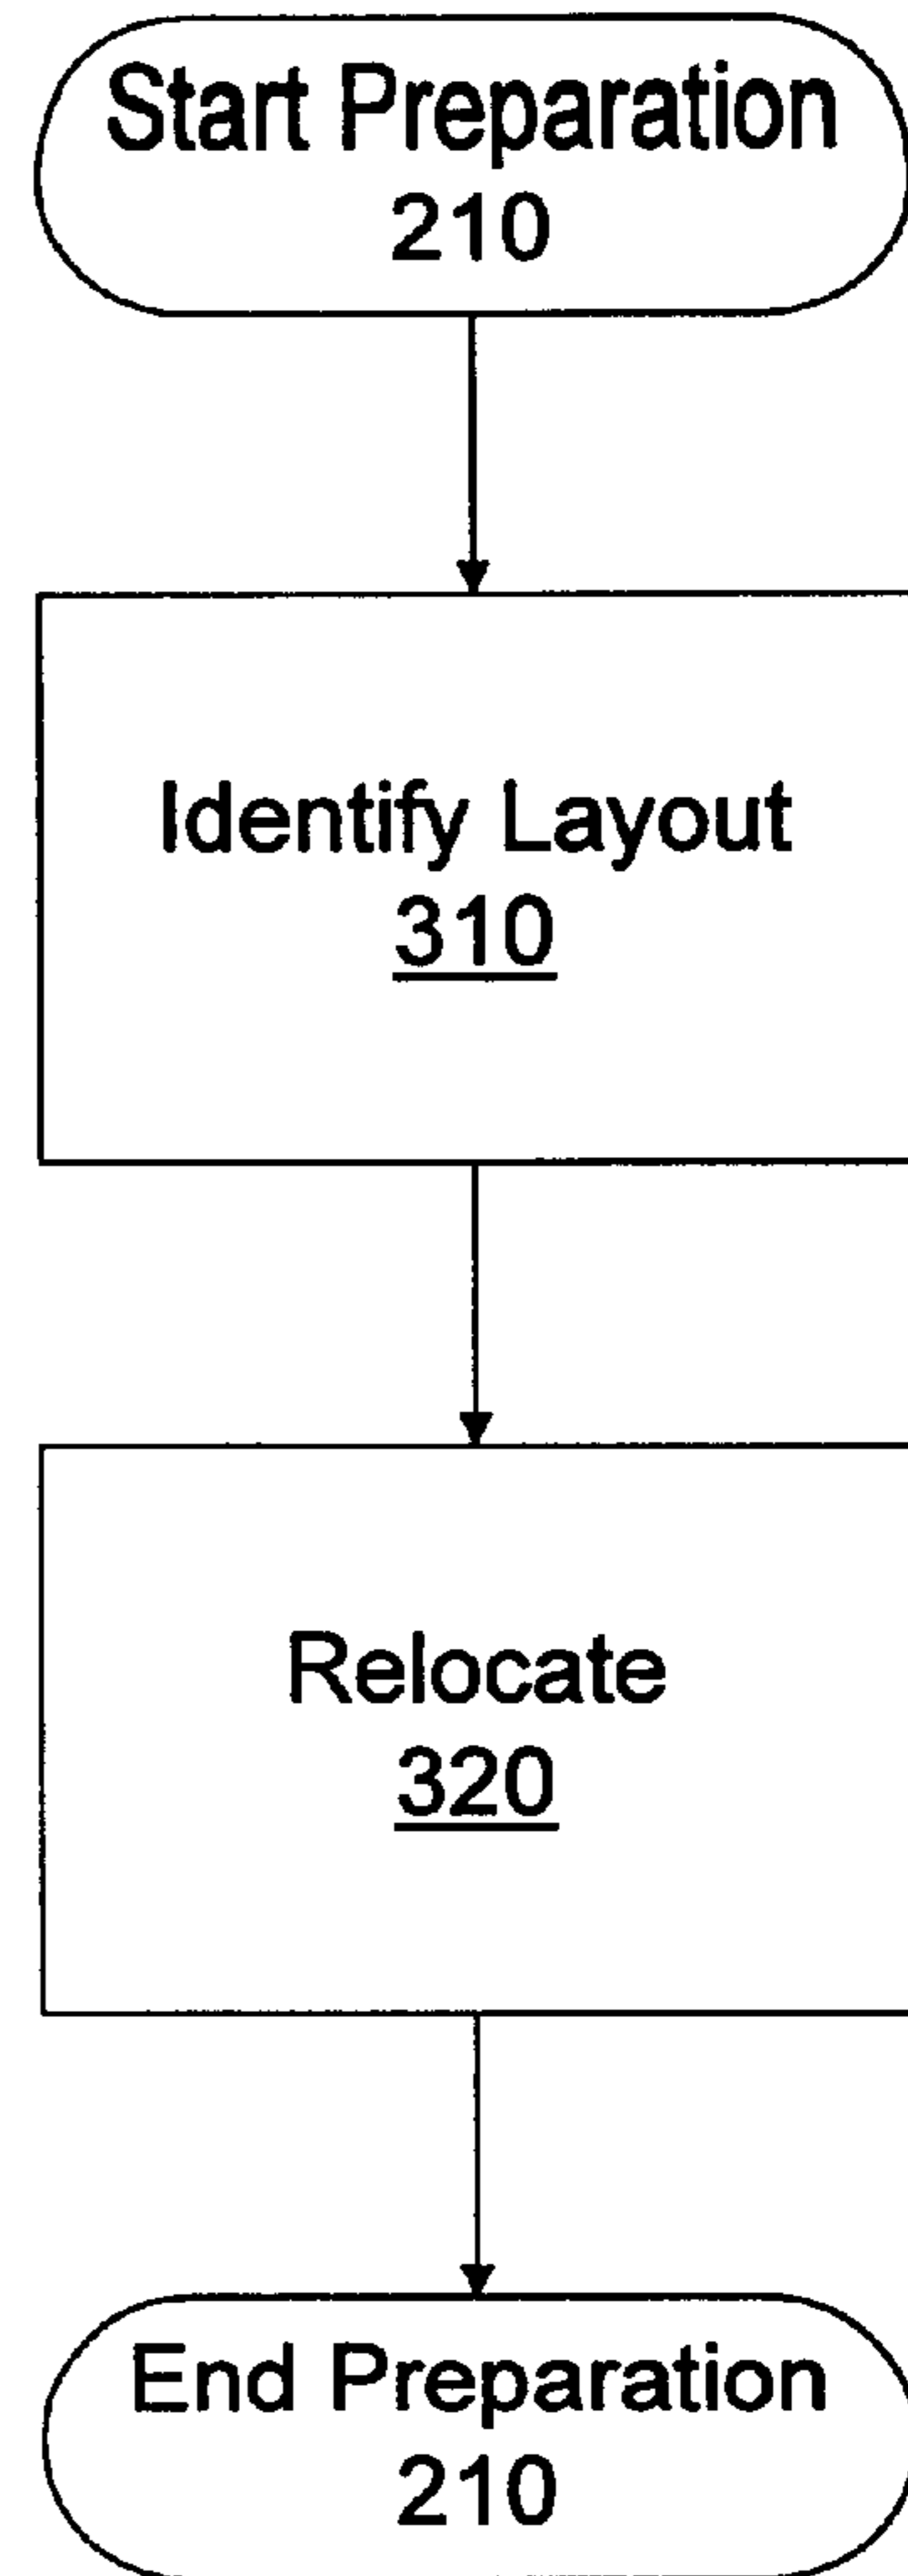 Start Preparation
210
Identify Layout
310
Relocate
320
End Preparation
210